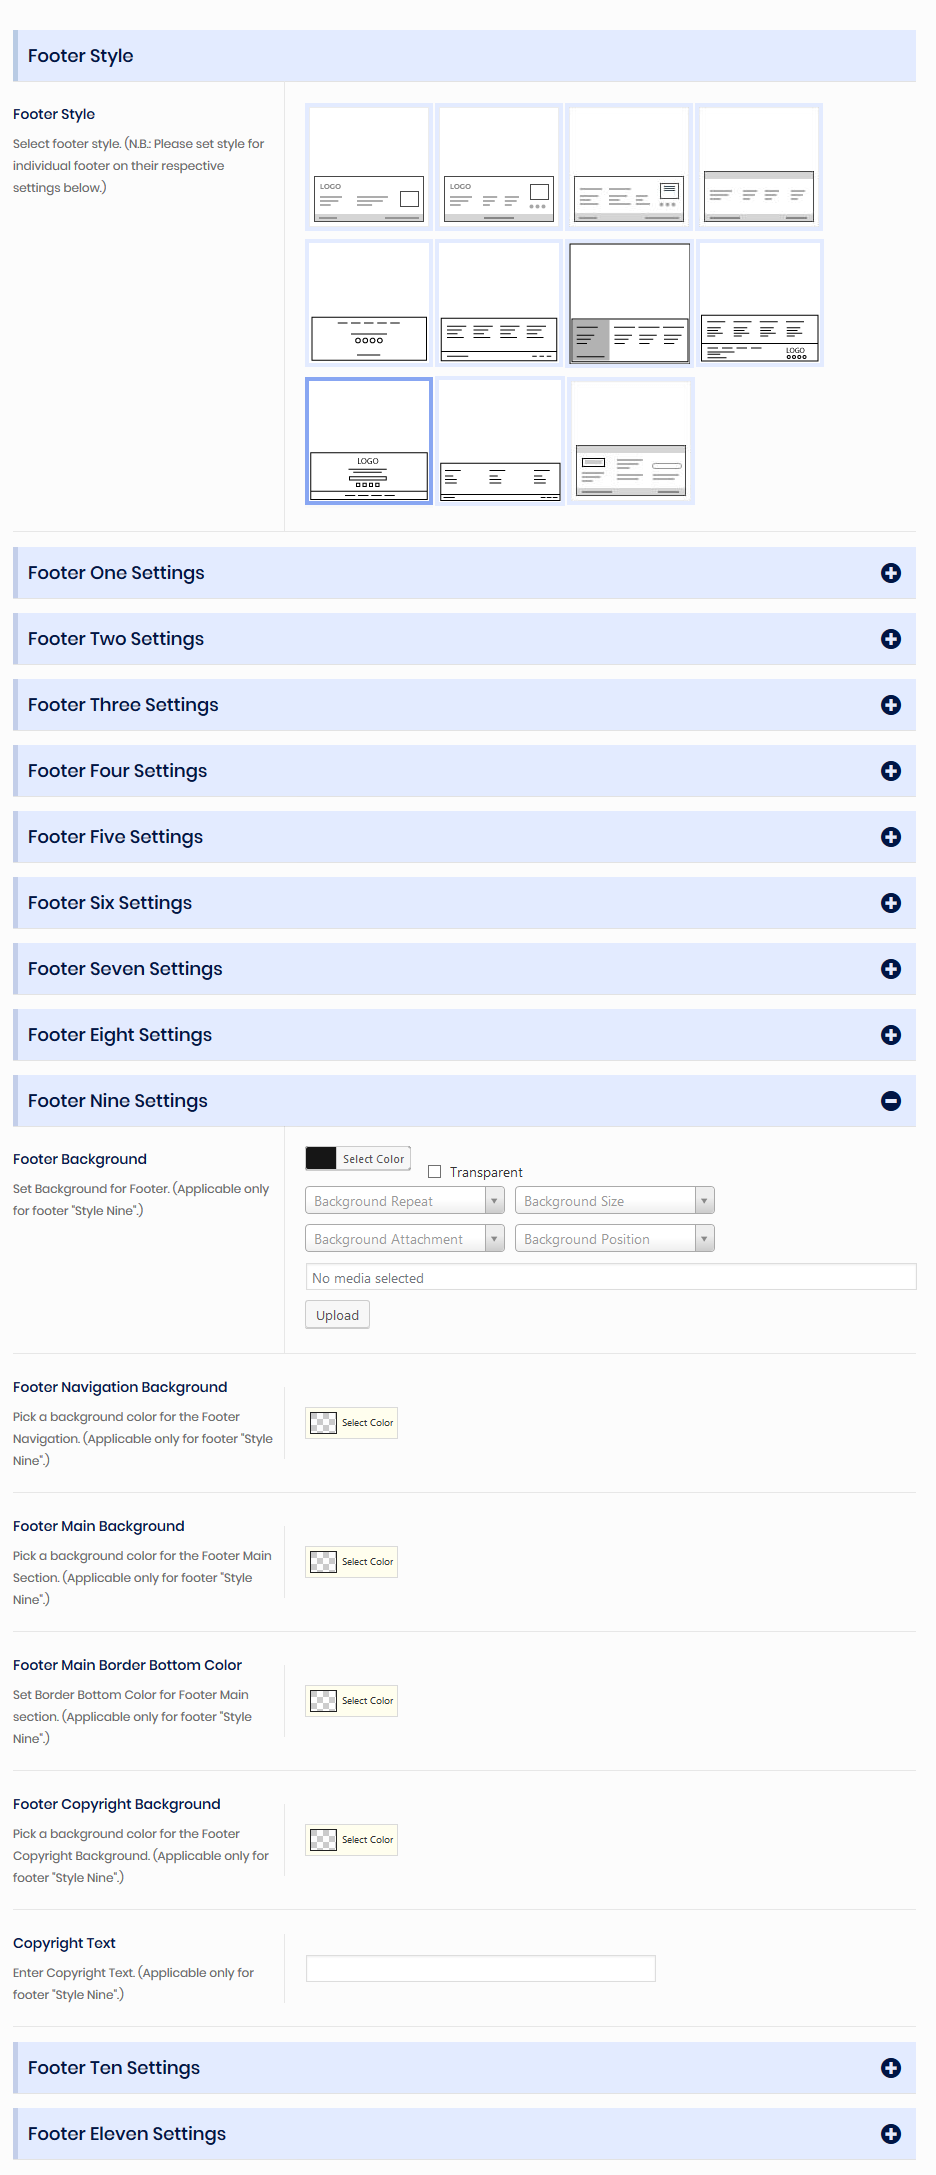 Footer Style
Footer Style
Select footer style. (N.B.: Please set style for
individual footer on their respective
settings below.)
LOGO
LOGO
LOGO
LOGO
Footer One Settings
Footer Two Settings
Footer Three Settings
Footer Four Settings
Footer Five Settings
Footer Six Settings
Footer Seven Settings
Footer Eight Settings
Footer Nine Settings
Footer Background
Set Background for Footer. (Applicable only
for footer "Style Nine".)
Select Color
Transparent
Background Repeat
Background Size
Background Attachment
Background Position
No media selected
Upload
Footer Navigation Background
Pick a background color for the Footer
Navigation. (Applicable only for footer "Style
Nine".)
Select Color
Footer Main Background
Pick a background color for the Footer Main
Section. (Applicable only for footer "Style
Nine".)
Select Color
Footer Main Border Bottom Color
Set Border Bottom Color for Footer Main
section. (Applicable only for footer "Style
Nine".)
Select Color
Footer Copyright Background
Pick a background color for the Footer
Copyright Background. (Applicable only for
footer "Style Nine".)
Select Color
Copyright Text
Enter Copyright Text. (Applicable only for
footer "Style Nine".)
Footer Ten Settings
Footer Eleven Settings